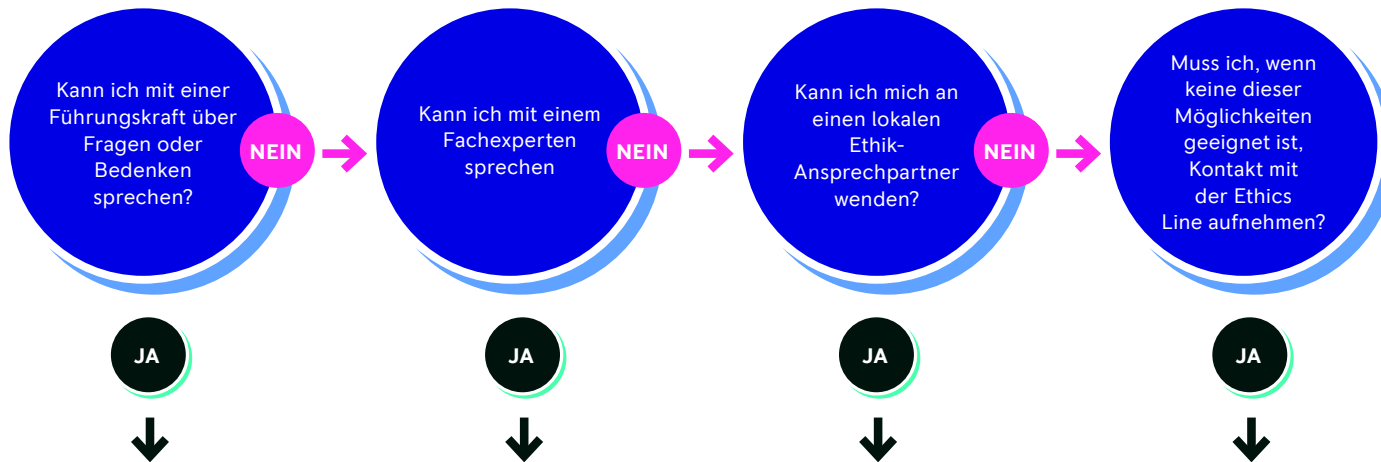 Kann ich mit einer
Führungskraft über
Fragen oder
Bedenken
sprechen?
NEIN
Kann ich mit einem
Fachexperten
sprechen
NEIN
Kann ich mich an
einen lokalen
Ethik-
Ansprechpartner
wenden?
NEIN
Muss ich, wenn
keine dieser
Möglichkeiten
geeignet ist,
Kontakt mit
der Ethics
Line aufnehmen?
JA
JA
JA
JA